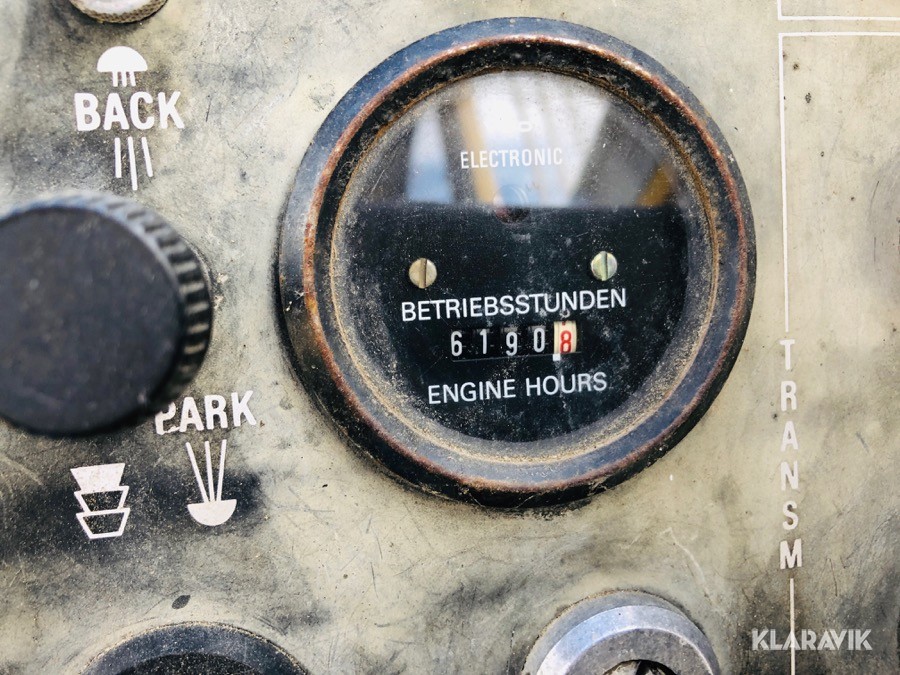 BACK
ELECTRONIC
BETRIEBSSTUNDEN
61908
ENGINE HOURS
PARK
TRANSM
KLARAVIK